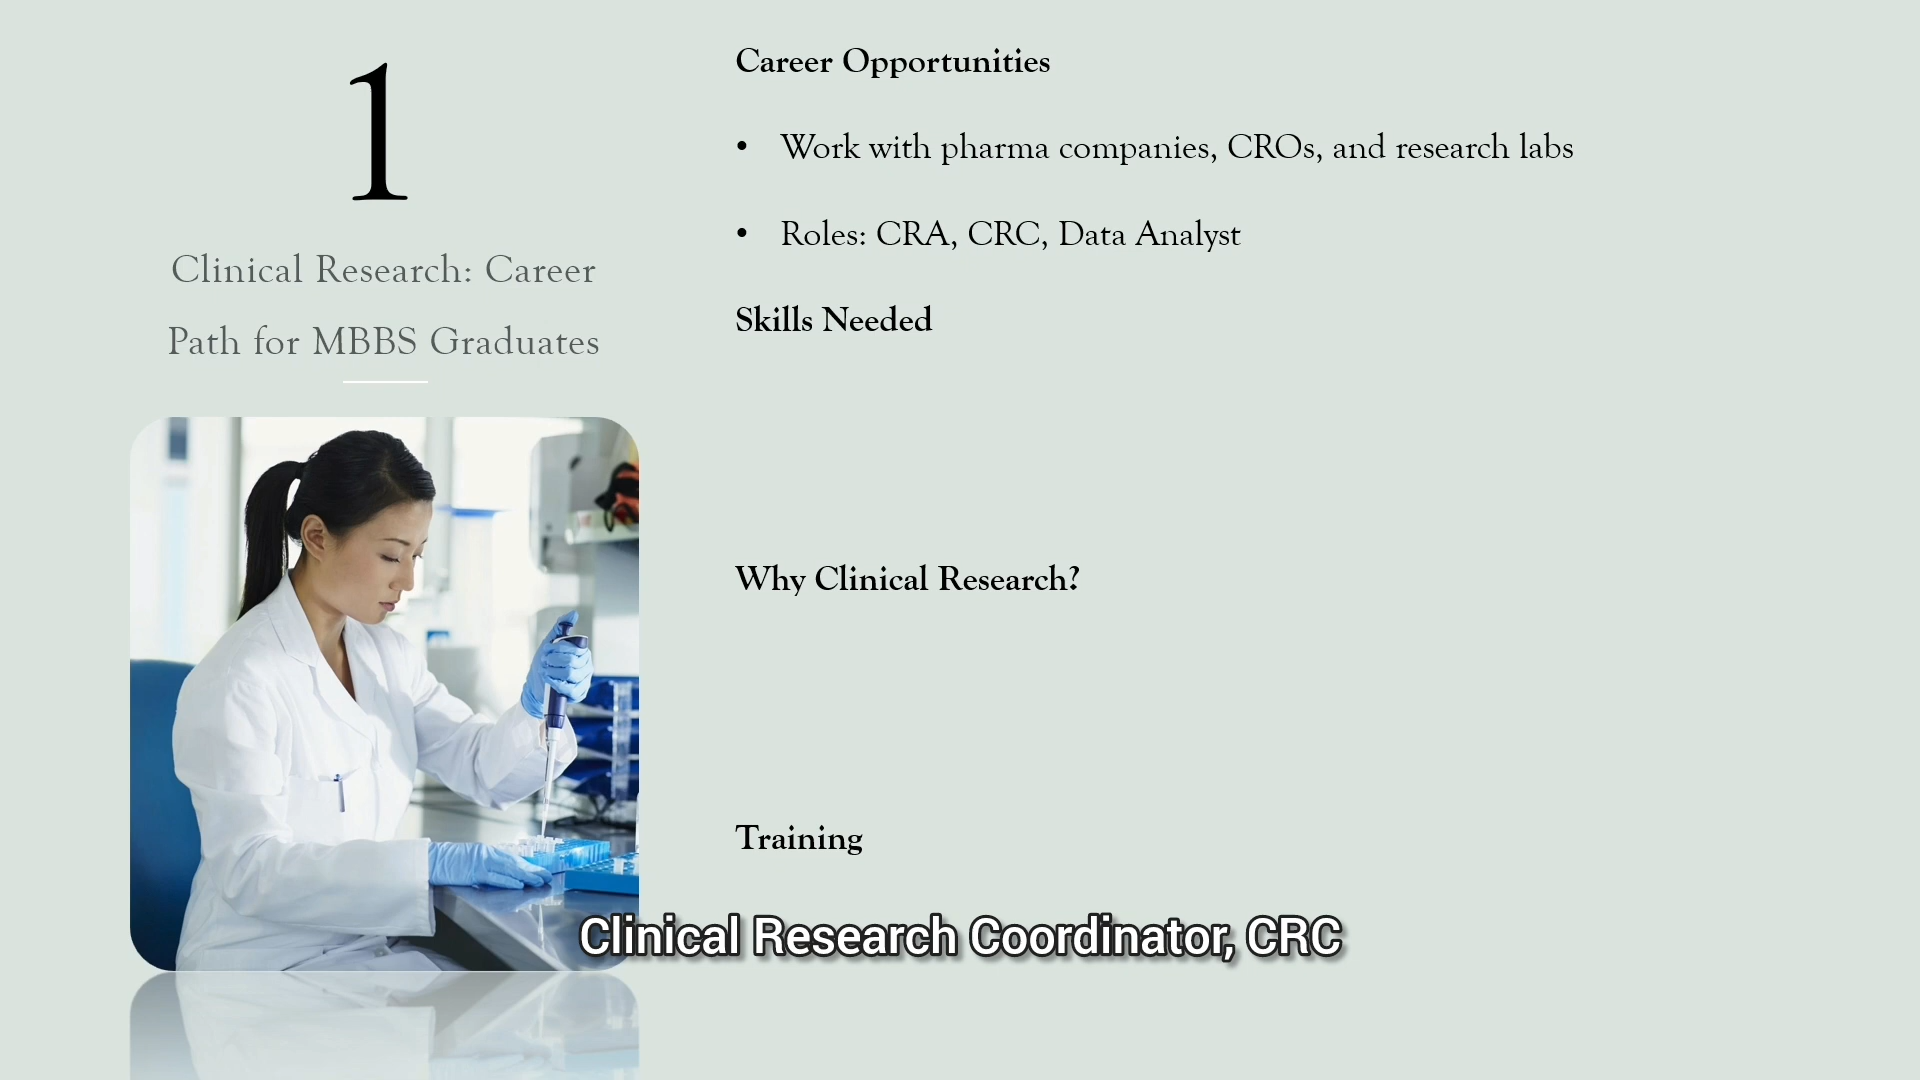 1
Clinical Research: Career
Path for MBBS Graduates
Career Opportunities
• Work with pharma companies, CROs, and research labs
• Roles: CRA, CRC, Data Analyst
Skills Needed
Why Clinical Research?
Training
Clinical Research Coordinator, CRC